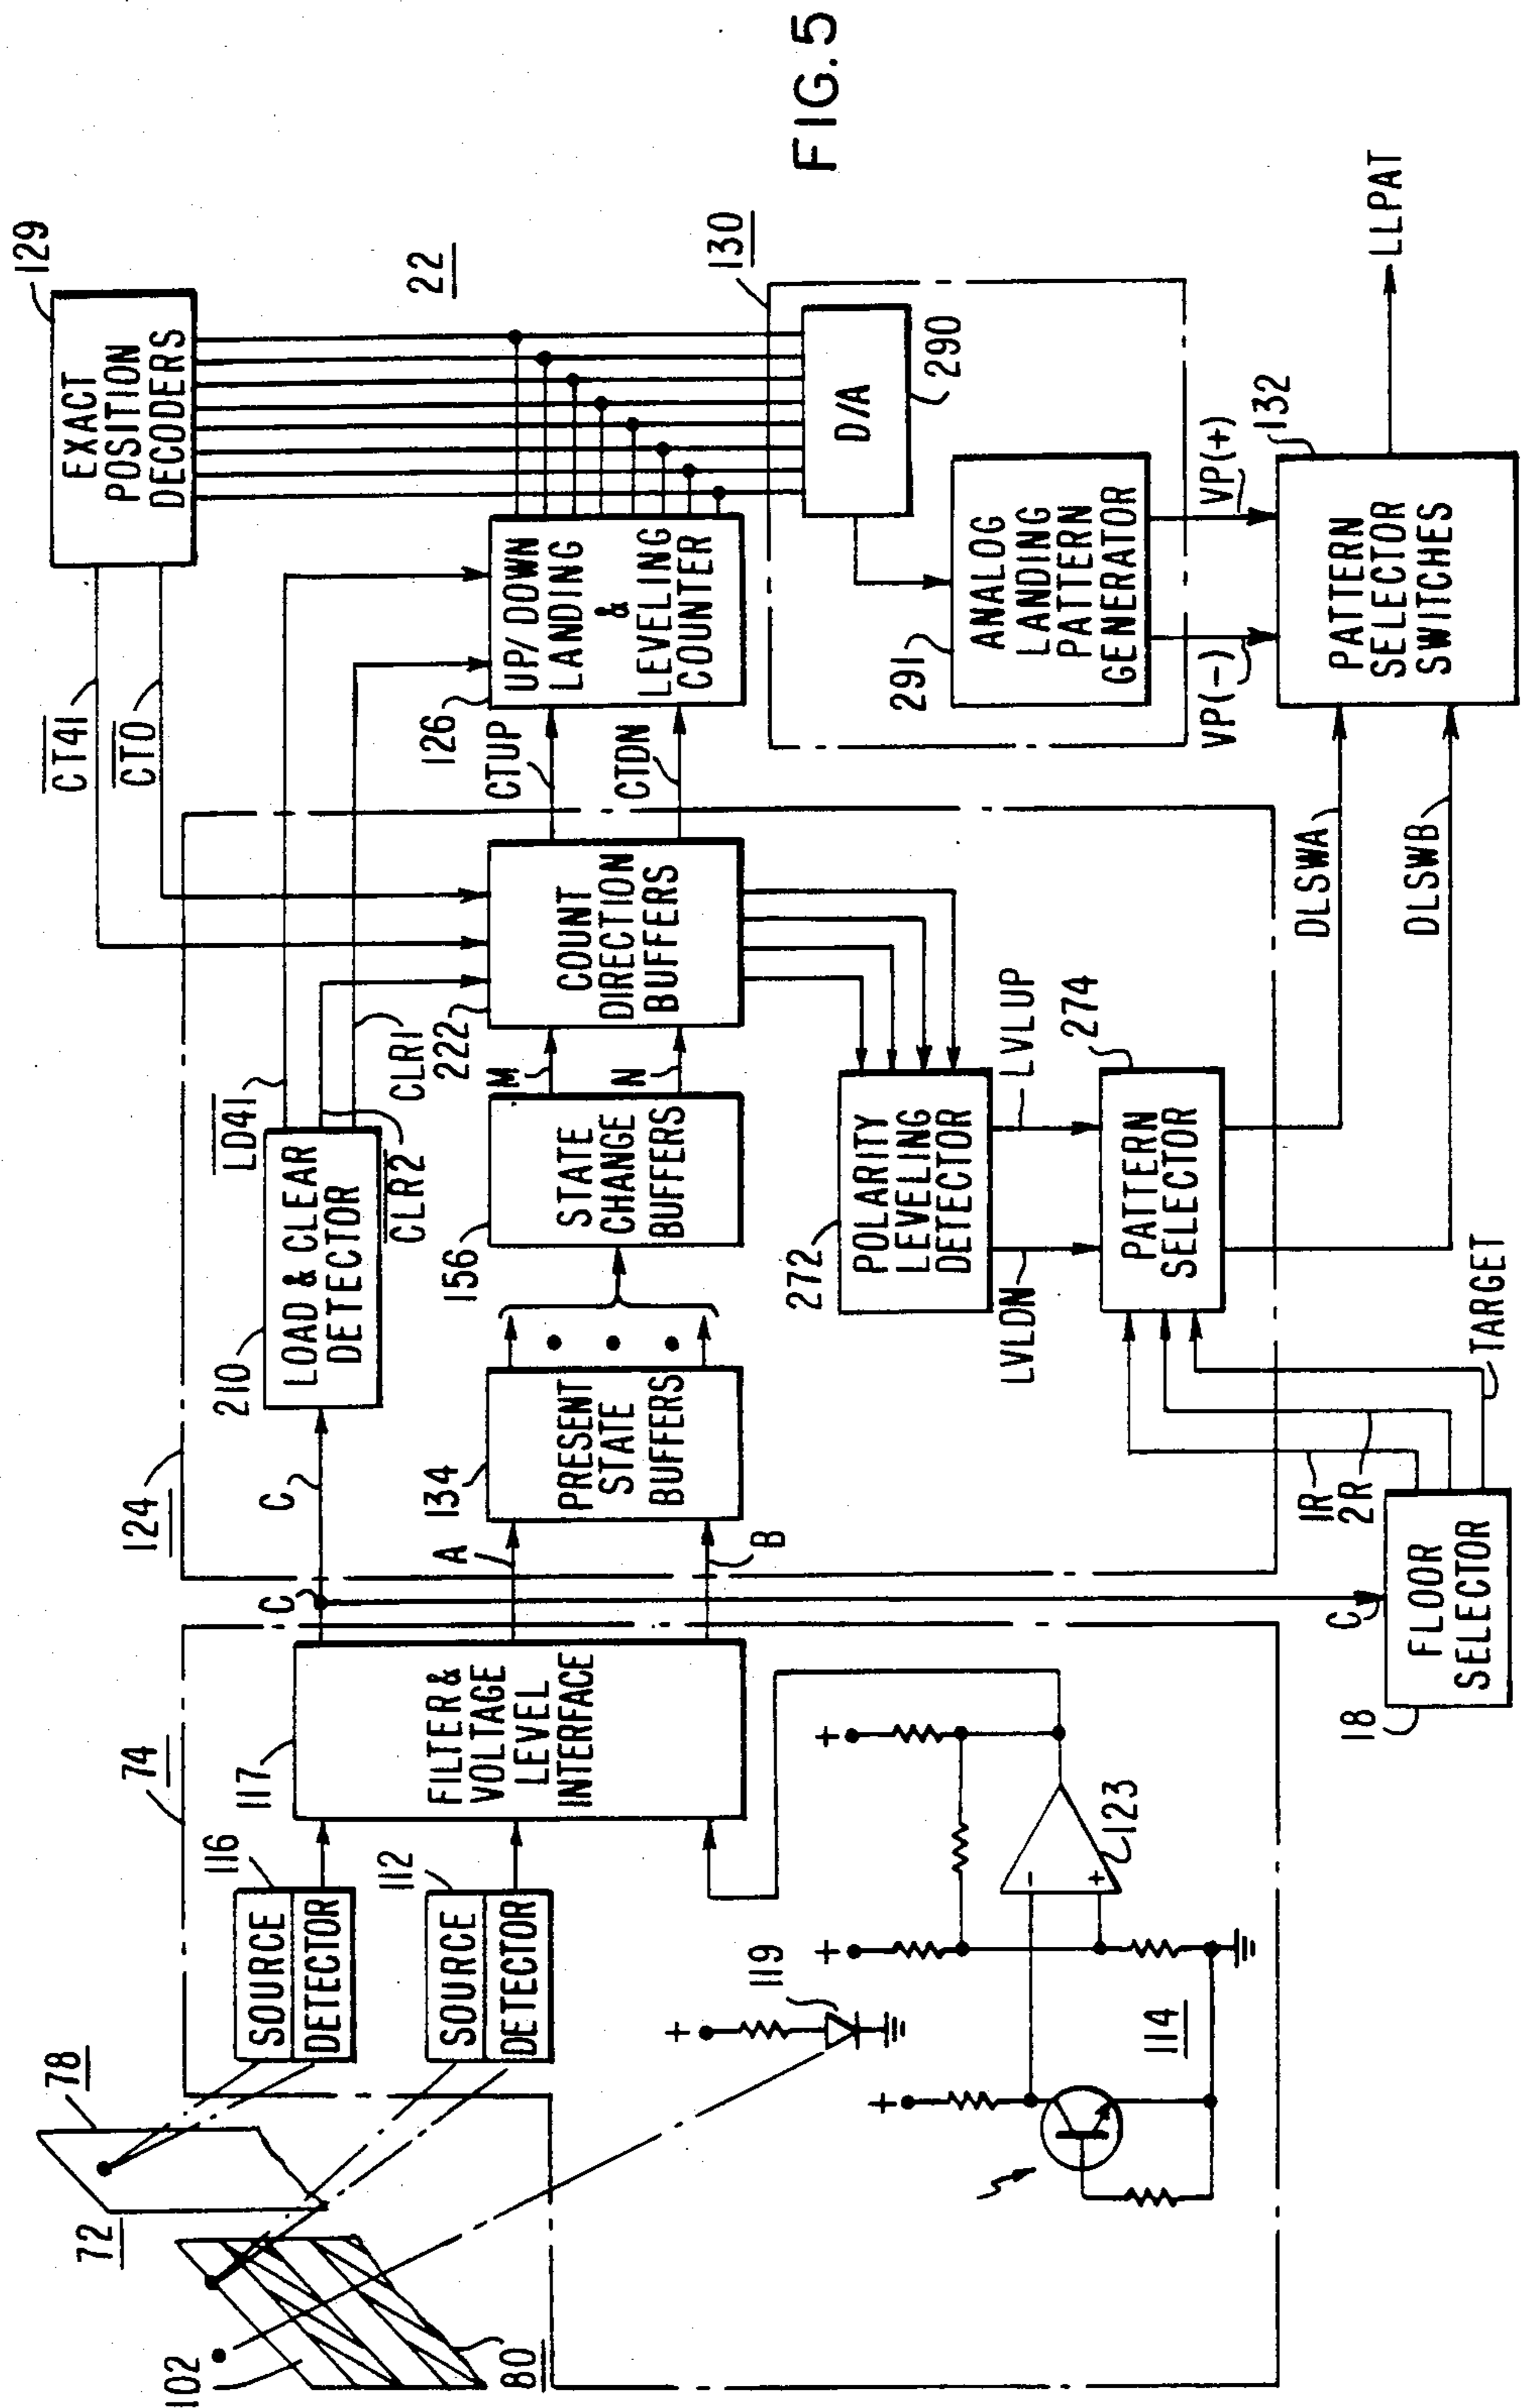 FIG. 5
22
129
EXACT
POSITION
DECODERS
CT41
CT0
130
D/A
290
ANALOG
LANDING
PATTERN
GENERATOR
291
VP(+)
VP(-)
132
PATTERN
SELECTOR
SWITCHES
LLPAT
UP/DOWN
LANDING
&
LEVELING
COUNTER
126
CTUP
CTDN
124
LD41
CLR1
CLR2
LOAD & CLEAR
DETECTOR
210
COUNT
DIRECTION
BUFFERS
222
M
N
STATE
CHANGE
BUFFERS
156
PRESENT
STATE
BUFFERS
134
POLARITY
LEVELING
DETECTOR
272
LVLUP
LVLDN
274
PATTERN
SELECTOR
DLSWA
DLSWB
C
C
A
B
C
1R
2R
TARGET
FLOOR
SELECTOR
18
74
117
FILTER &
VOLTAGE
LEVEL
INTERFACE
116
SOURCE
DETECTOR
112
SOURCE
DETECTOR
78
72
102
80
+
119
+
+
+
-
+
123
114